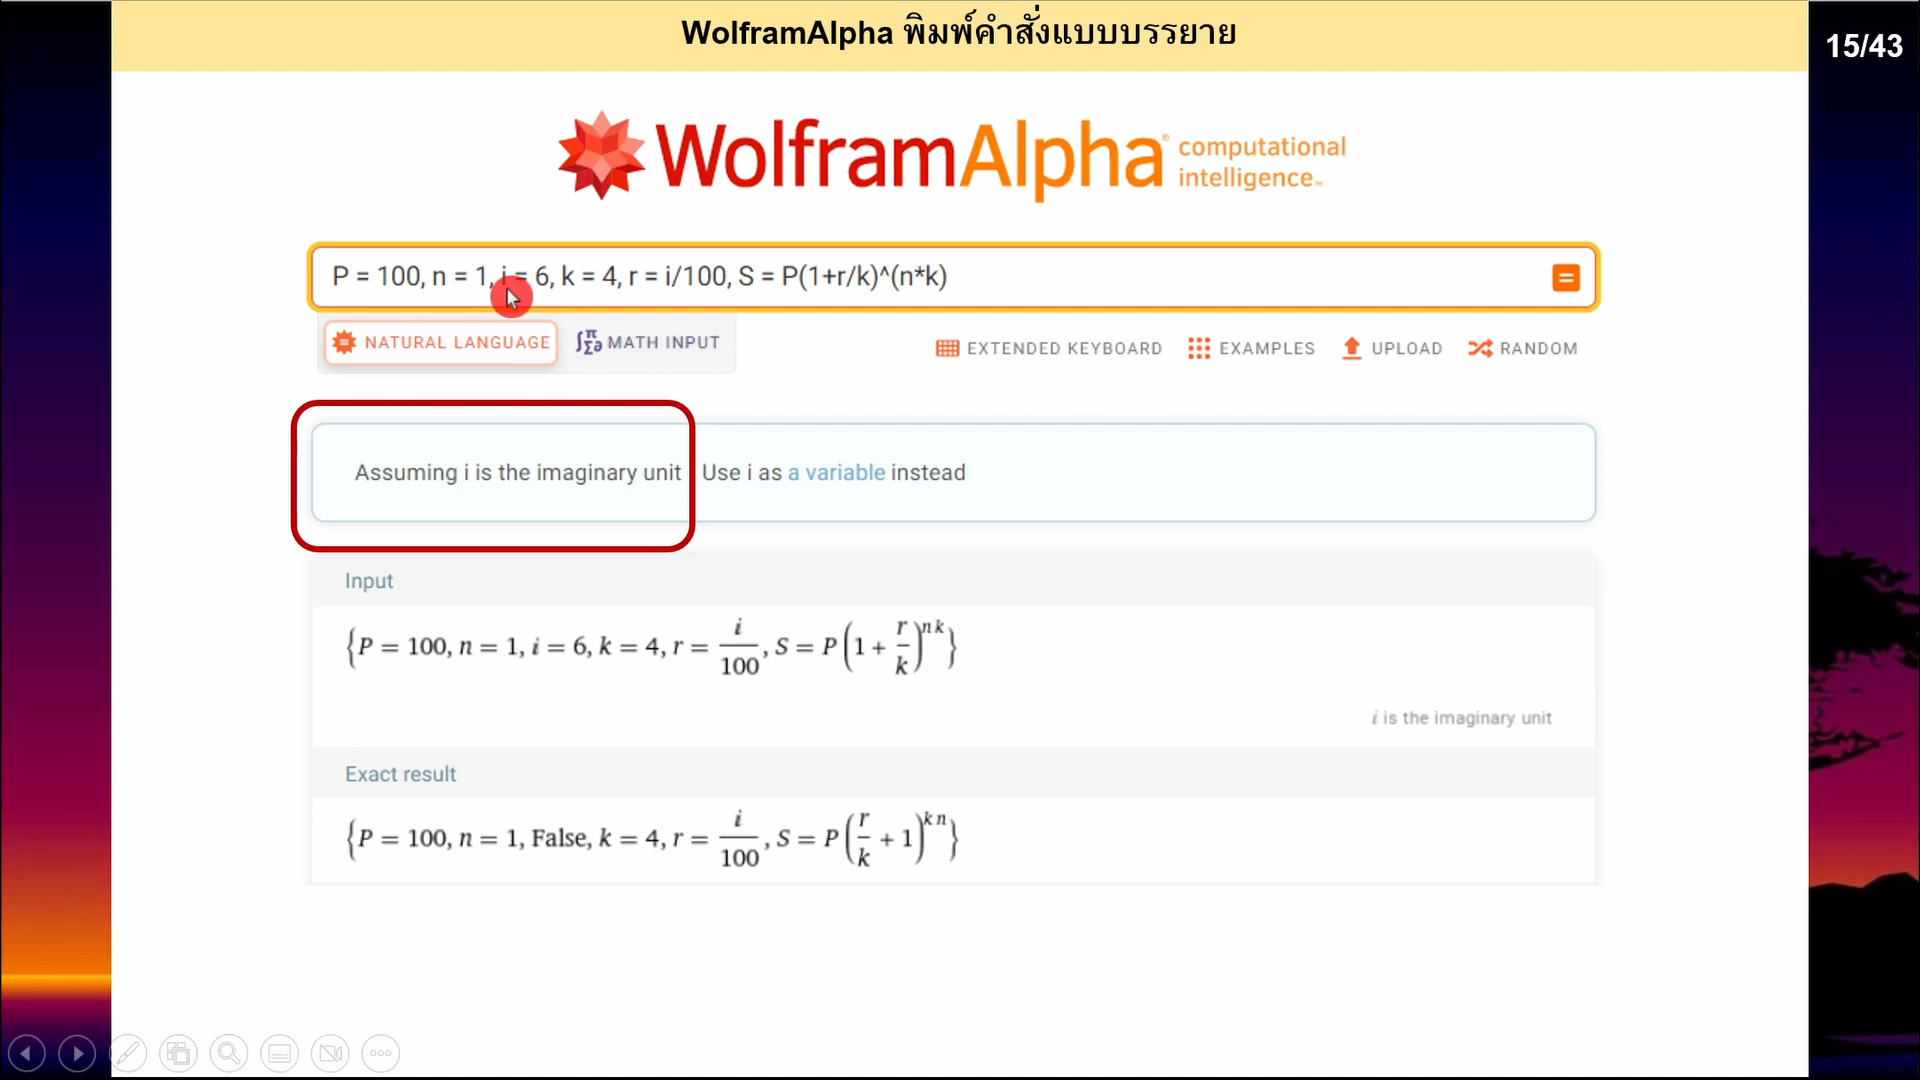 WolframAlpha พิมพ์คำสั่งแบบบรรยาย
15/43
WolframAlpha® computational intelligence™
P = 100, n = 1, i = 6, k = 4, r = i/100, S = P(1+r/k)^(n*k)
NATURAL LANGUAGE
MATH INPUT
EXTENDED KEYBOARD
EXAMPLES
UPLOAD
RANDOM
Assuming i is the imaginary unit | Use i as a variable instead
Input
{P = 100, n = 1, i = 6, k = 4, r = i/100, S = P(1 + r/k)^(n k)}
i is the imaginary unit
Exact result
{P = 100, n = 1, False, k = 4, r = i/100, S = P(r/k + 1)^(k n)}